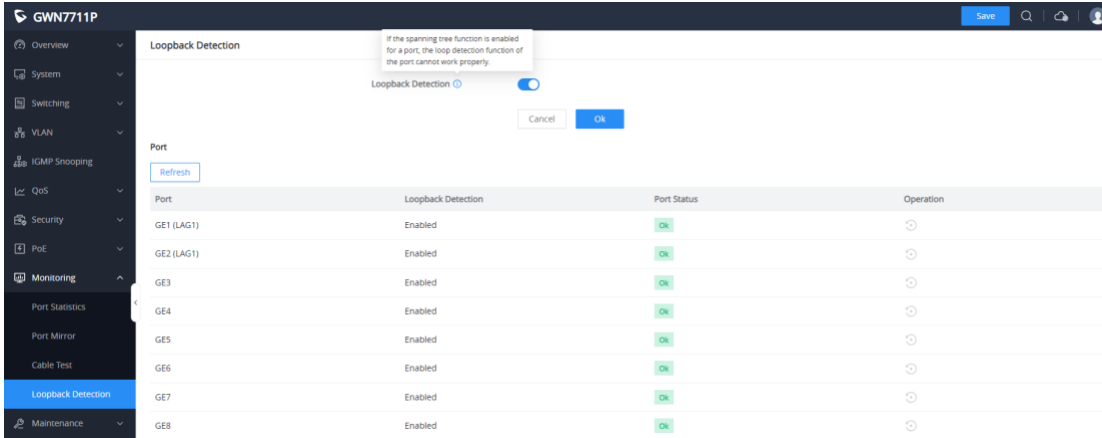 GWN7711P
Save
Overview
System
Switching
VLAN
IGMP Snooping
QoS
Security
PoE
Monitoring
Port Statistics
Port Mirror
Cable Test
Loopback Detection
Maintenance
Loopback Detection
If the spanning tree function is enabled
for a port, the loop detection function of
the port cannot work properly.
Loopback Detection
Cancel Ok
Port
Refresh
Port Loopback Detection Port Status Operation
GE1 (LAG1) Enabled Ok
GE2 (LAG1) Enabled Ok
GE3 Enabled Ok
GE4 Enabled Ok
GE5 Enabled Ok
GE6 Enabled Ok
GE7 Enabled Ok
GE8 Enabled Ok